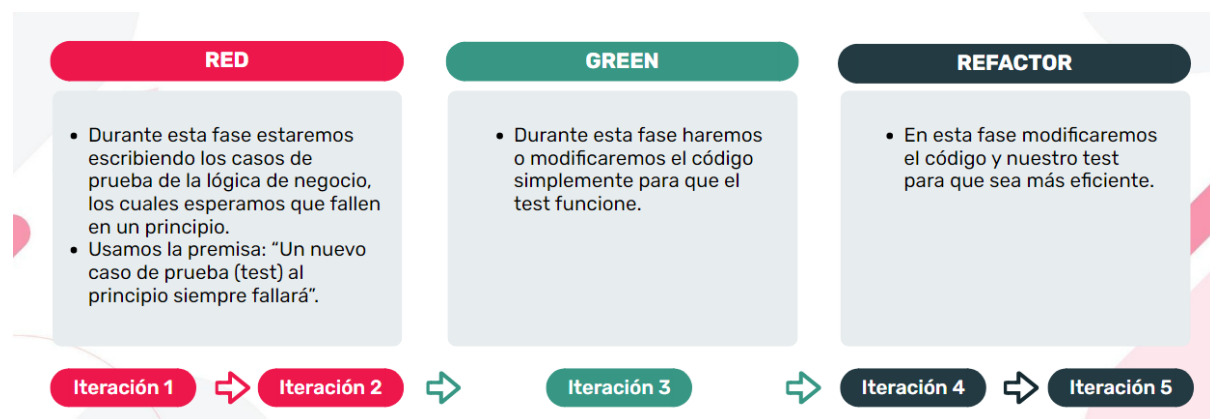 RED
• Durante esta fase estaremos
escribiendo los casos de
prueba de la lógica de negocio,
los cuales esperamos que fallen
en un principio.
• Usamos la premisa: “Un nuevo
caso de prueba (test) al
principio siempre fallará”.
GREEN
• Durante esta fase haremos
o modificaremos el código
simplemente para que el
test funcione.
REFACTOR
• En esta fase modificaremos
el código y nuestro test
para que sea más eficiente.
Iteración 1
Iteración 2
Iteración 3
Iteración 4
Iteración 5